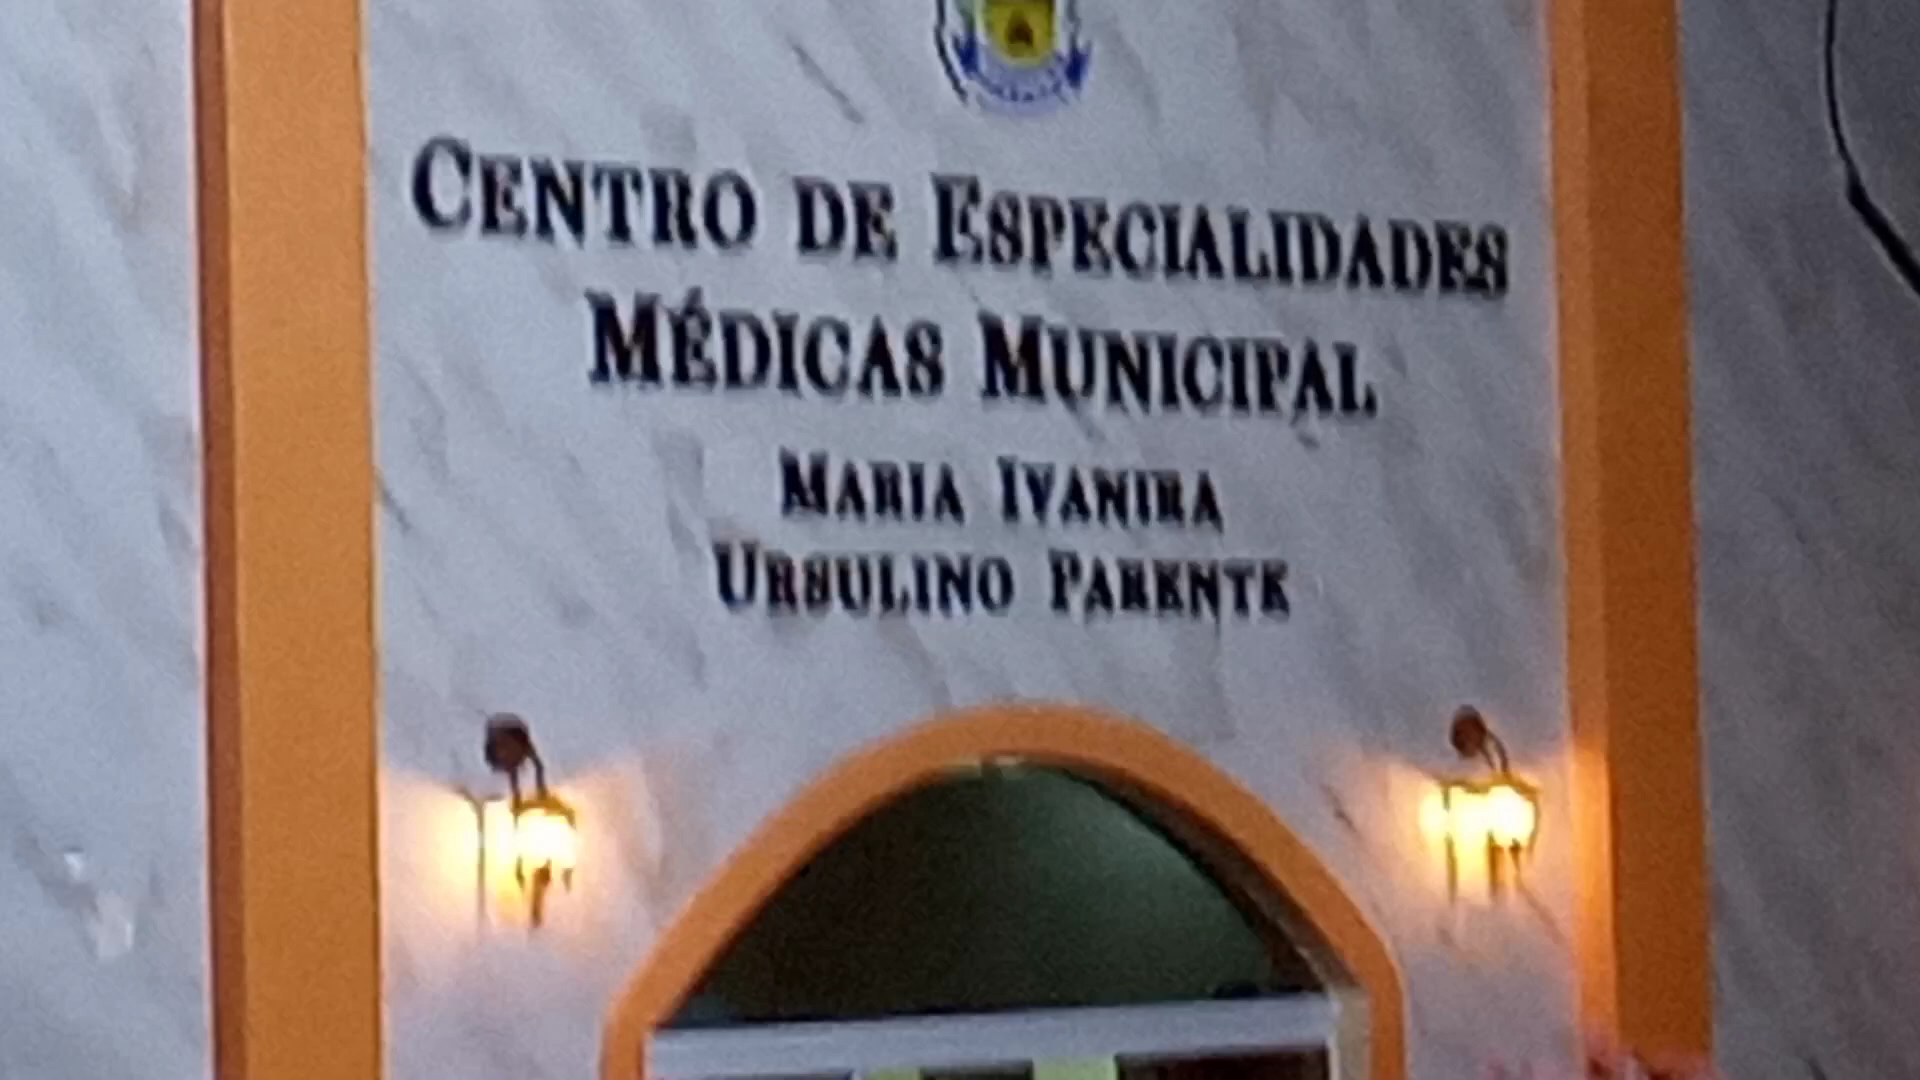 CENTRO DE ESPECIALIDADES
MÉDICAS MUNICIPAL
MARIA IVANIRA
URSULINO PARENTE